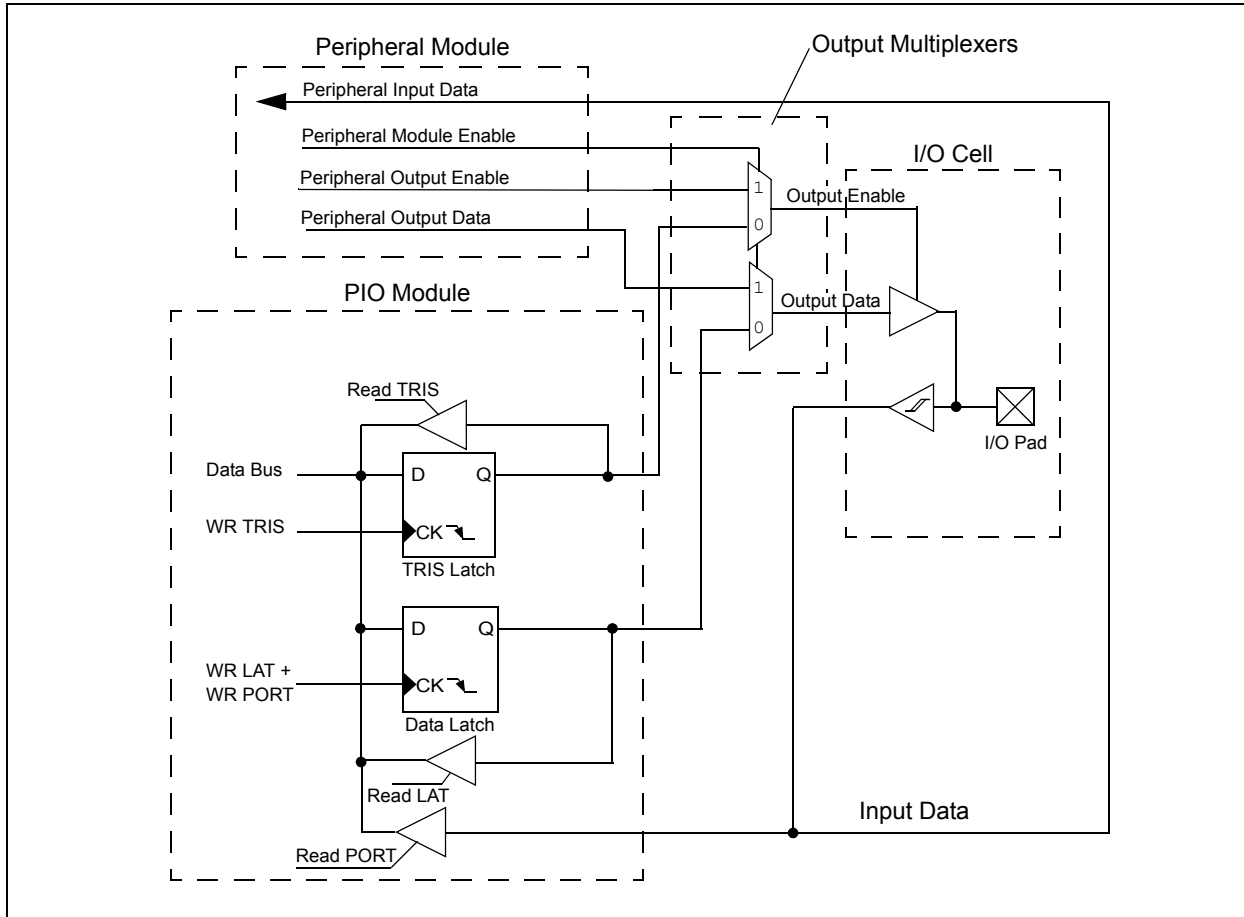 Peripheral Module
Output Multiplexers
Peripheral Input Data
Peripheral Module Enable
I/O Cell
Peripheral Output Enable
1
Output Enable
Peripheral Output Data
0
PIO Module
1
Output Data
0
Read TRIS
I/O Pad
Data Bus
D
Q
WR TRIS
CK
TRIS Latch
D
Q
WR LAT +
WR PORT
CK
Data Latch
Read LAT
Input Data
Read PORT